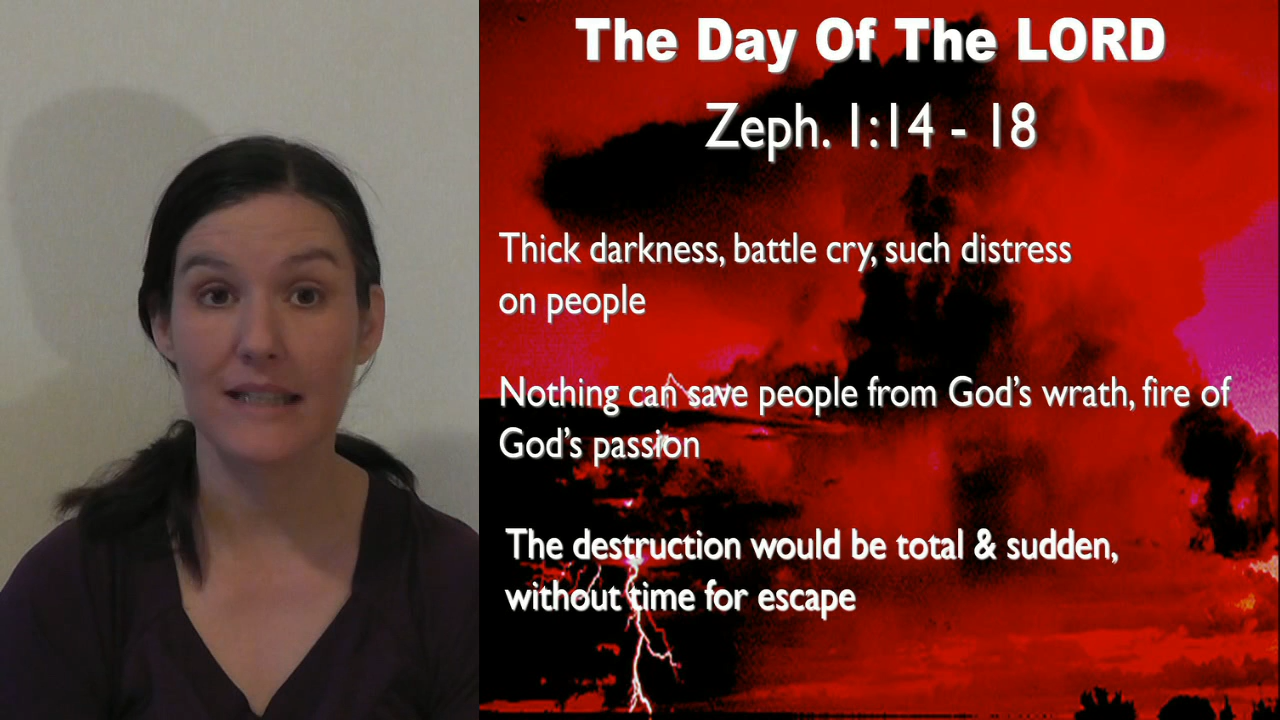 The Day Of The LORD
Zeph. 1:14 - 18
Thick darkness, battle cry, such distress
on people
Nothing can save people from God's wrath, fire of
God's passion
The destruction would be total & sudden,
without time for escape